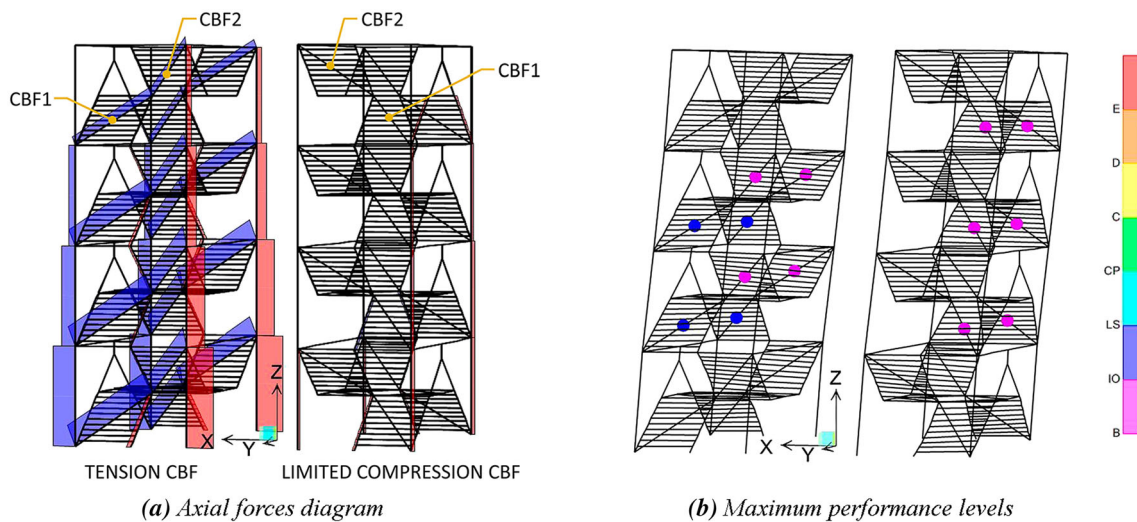 CBF2
CBF1
CBF2
CBF1
Z
X
Y
TENSION CBF
LIMITED COMPRESSION CBF
(a) Axial forces diagram
Z
X
Y
E
D
C
CP
LS
IO
B
(b) Maximum performance levels